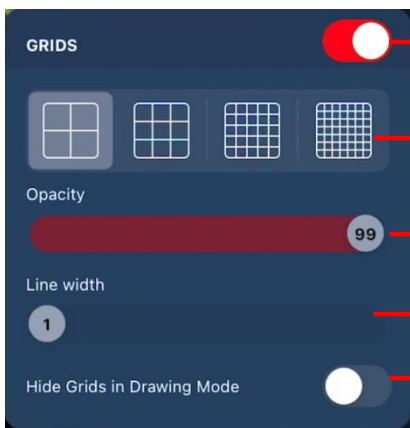 GRIDS
Opacity
99
Line width
1
Hide Grids in Drawing Mode